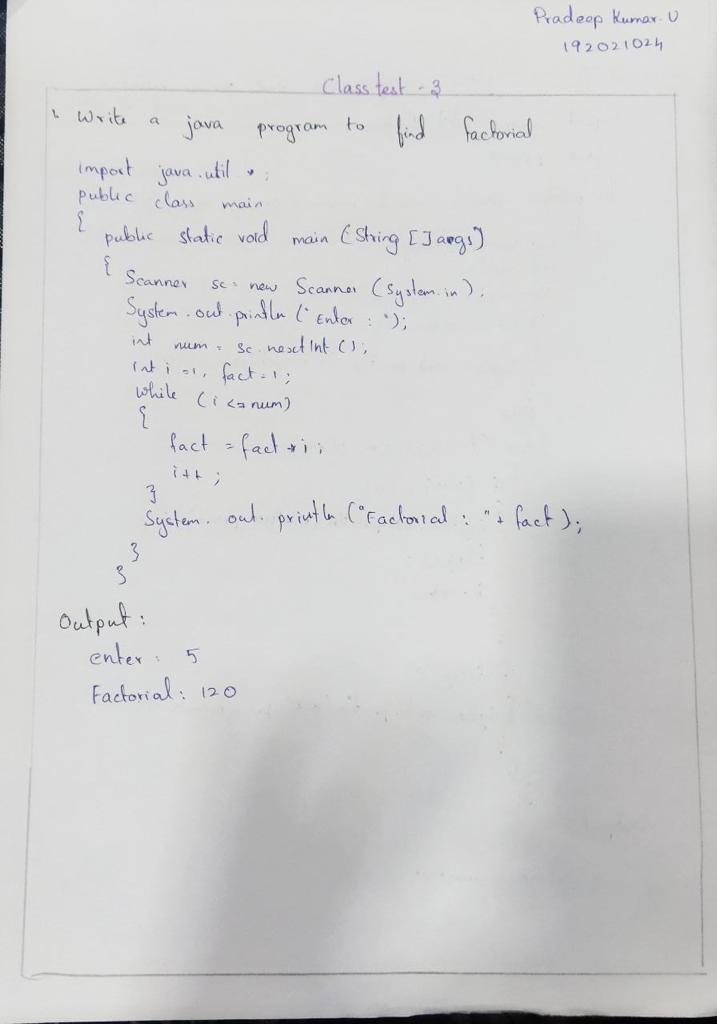 Pradeep Kumar. U
192021024
Class test - 3
1. Write a java program to find factorial
import java.util *;
public class main
{
public static void main (String [] args)
{
Scanner sc = new Scanner (System.in);
System.out.println ("Enter : ");
int num = sc.nextInt ();
int i =1, fact =1;
while (i <= num)
{
fact = fact * i ;
i++ ;
}
System. out. println ("Factorial : " + fact );
}
}
Output :
enter : 5
Factorial : 120